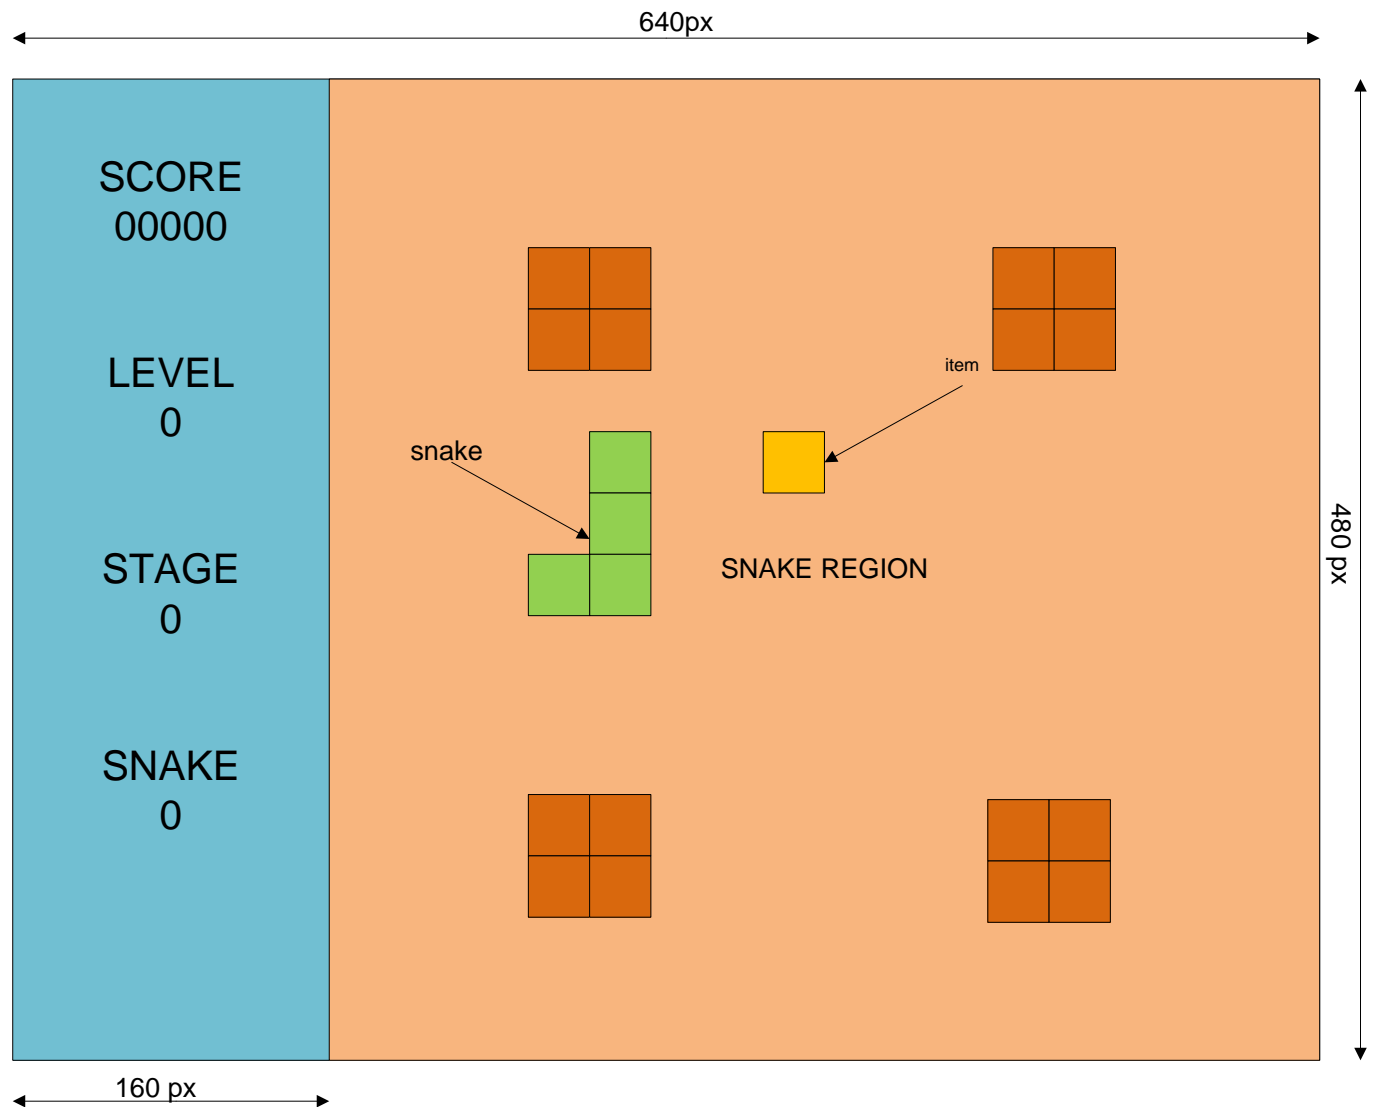 640px
SCORE
00000
LEVEL
0
item
snake
STAGE
0
SNAKE REGION
480 px
SNAKE
0
160 px